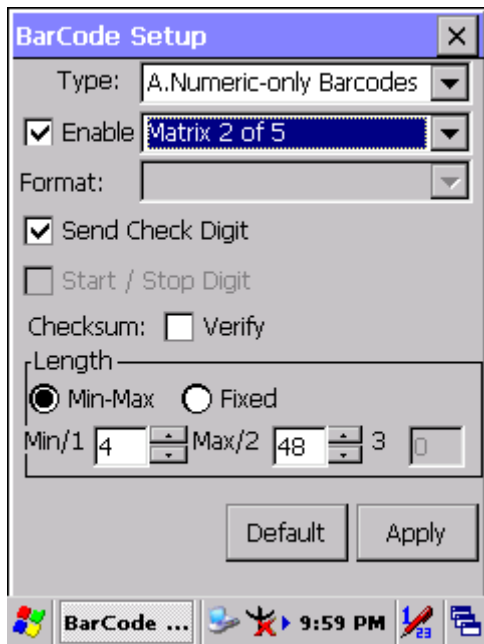 BarCode Setup
Type: A.Numeric-only Barcodes
Enable Matrix 2 of 5
Format:
Send Check Digit
Start / Stop Digit
Checksum: Verify
Length
Min-Max Fixed
Min/1 4 Max/2 48 3 0
Default Apply
BarCode ... 9:59 PM 1 23